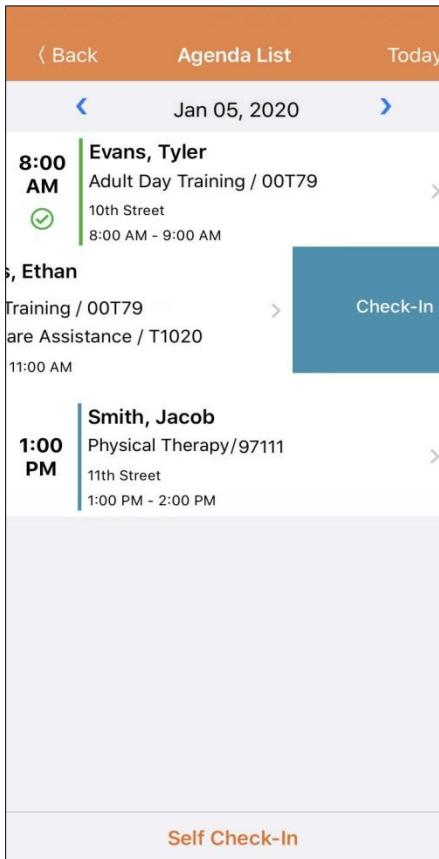 Back Agenda List Today
Jan 05, 2020
8:00 AM
Evans, Tyler
Adult Day Training / 00T79
10th Street
8:00 AM - 9:00 AM
, Ethan
Training / 00T79
are Assistance / T1020
11:00 AM
Check-In
1:00 PM
Smith, Jacob
Physical Therapy/97111
11th Street
1:00 PM - 2:00 PM
Self Check-In